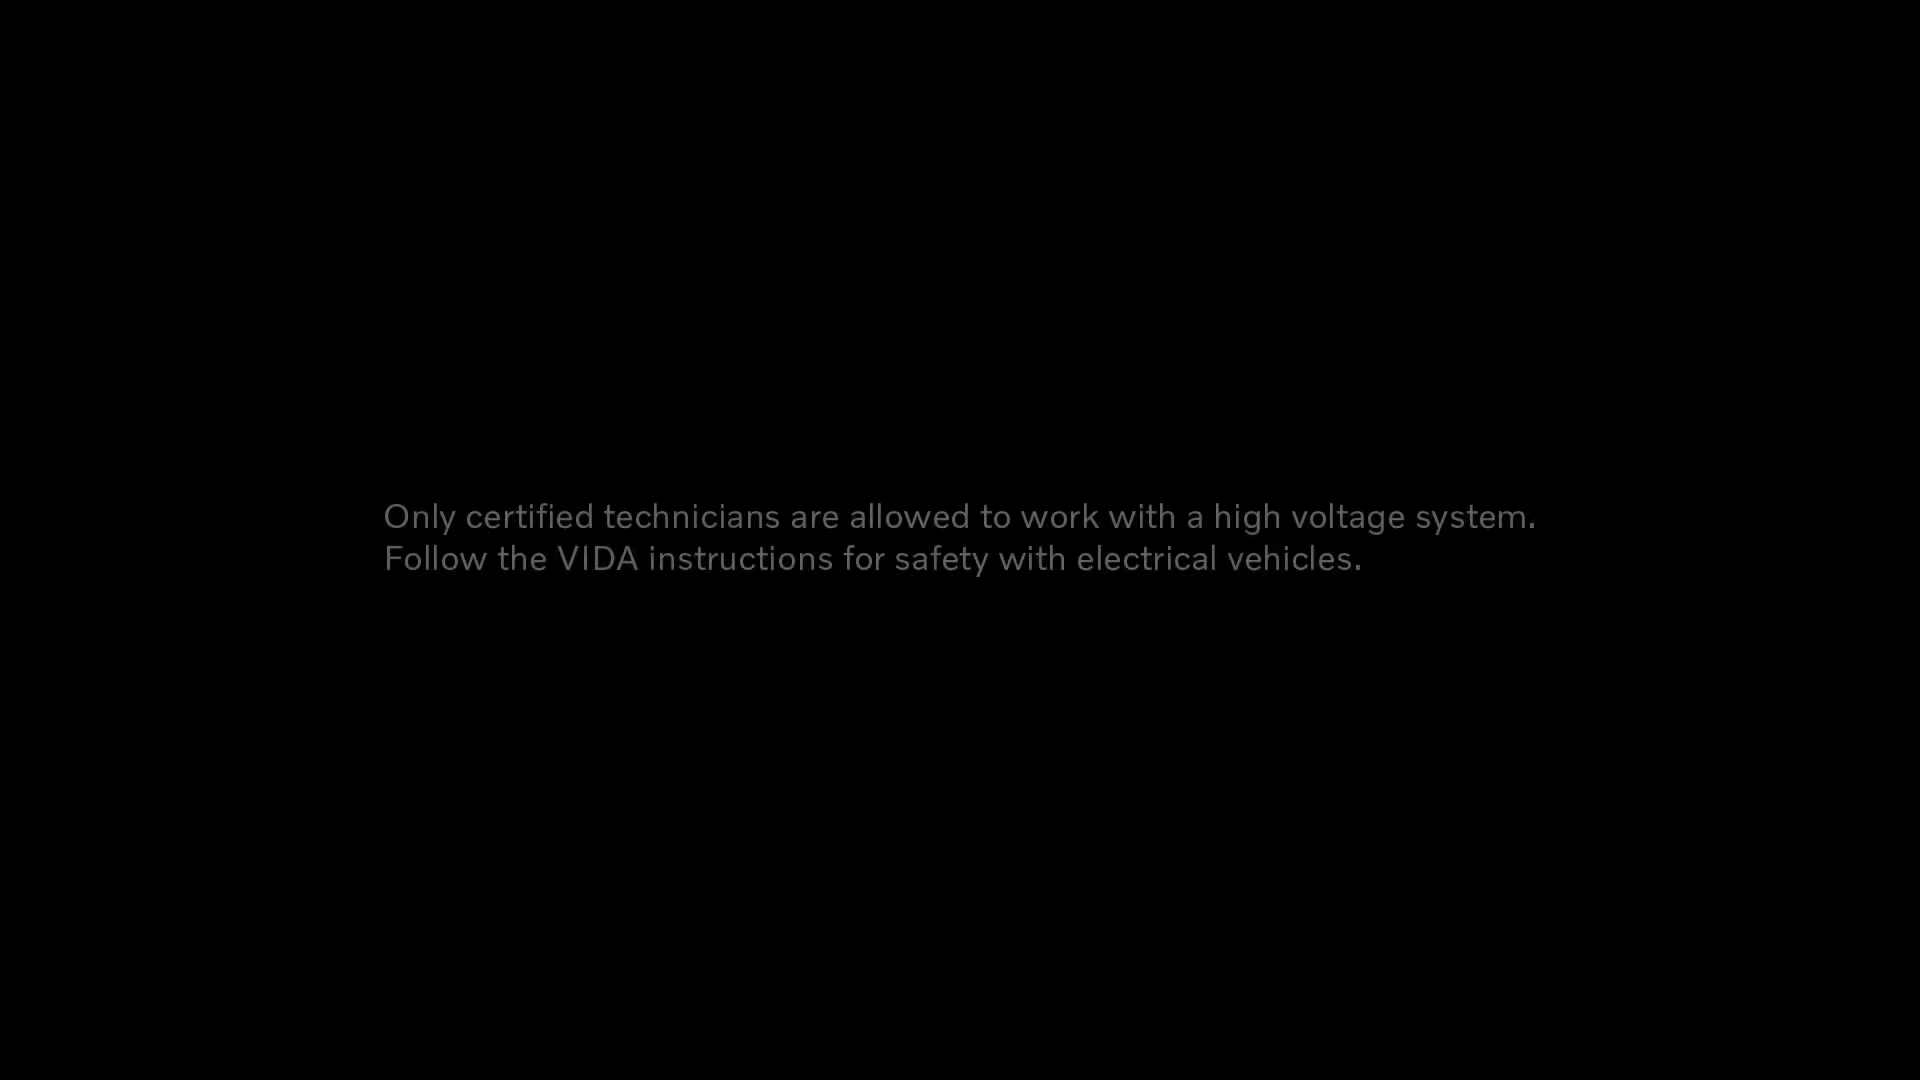 Only certified technicians are allowed to work with a high voltage system.
Follow the VIDA instructions for safety with electrical vehicles.